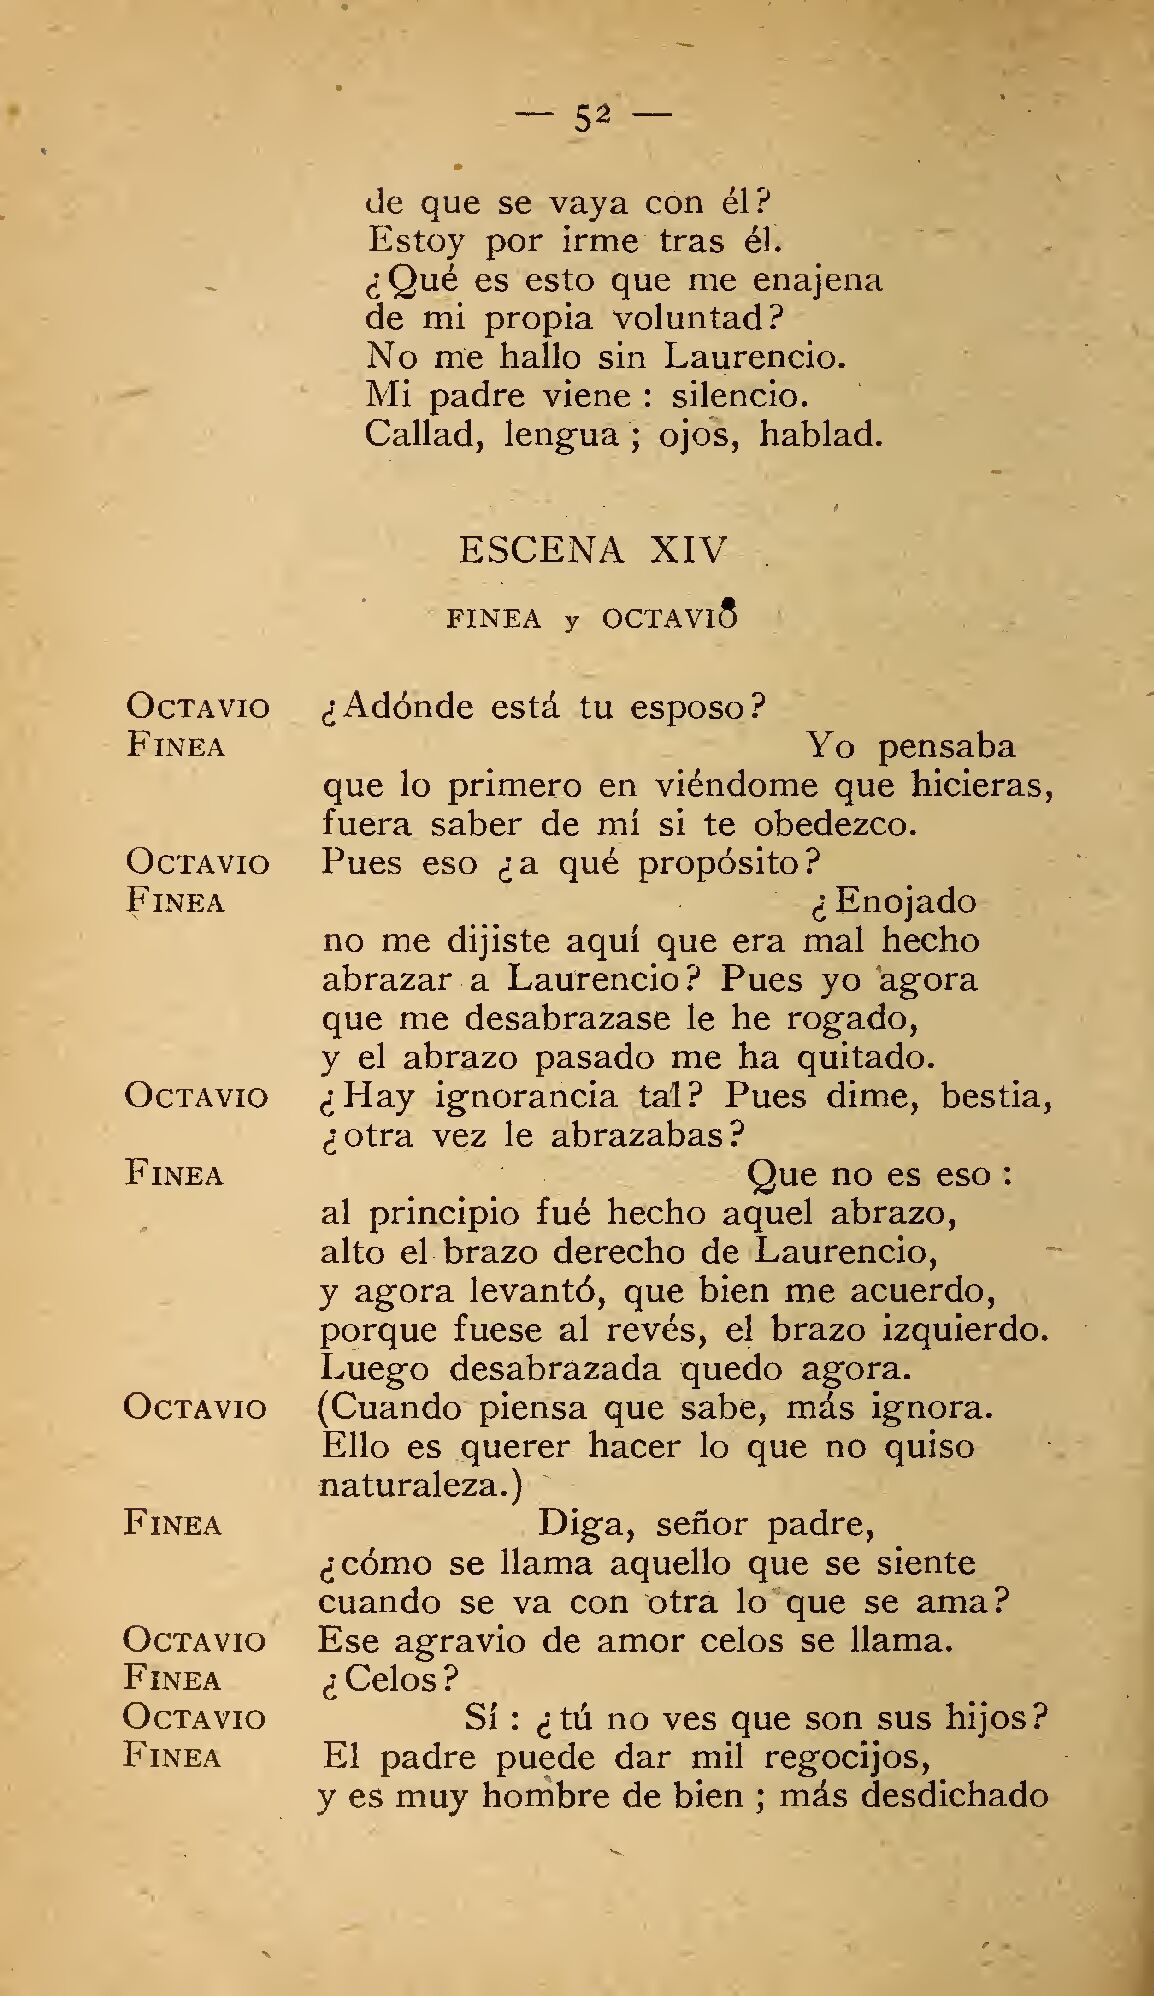 — 52 —
de que se vaya con él?
Estoy por irme tras él.
¿Qué es esto que me enajena
de mi propia voluntad?
No me hallo sin Laurencio.
Mi padre viene : silencio.
Callad, lengua ; ojos, hablad.
ESCENA XIV
FINEA y OCTAVIO
OCTAVIO ¿Adónde está tu esposo?
FINEA Yo pensaba
que lo primero en viéndome que hicieras,
fuera saber de mí si te obedezco.
OCTAVIO Pues eso ¿a qué propósito?
FINEA ¿Enojado
no me dijiste aquí que era mal hecho
abrazar a Laurencio? Pues yo agora
que me desabrazase le he rogado,
y el abrazo pasado me ha quitado.
OCTAVIO ¿Hay ignorancia tal? Pues dime, bestia,
¿otra vez le abrazabas?
FINEA Que no es eso :
al principio fué hecho aquel abrazo,
alto el brazo derecho de Laurencio,
y agora levantó, que bien me acuerdo,
porque fuese al revés, el brazo izquierdo.
Luego desabrazada quedo agora.
OCTAVIO (Cuando piensa que sabe, más ignora.
Ello es querer hacer lo que no quiso
naturaleza.)
FINEA Diga, señor padre,
¿cómo se llama aquello que se siente
cuando se va con otra lo que se ama?
OCTAVIO Ese agravio de amor celos se llama.
FINEA ¿Celos?
OCTAVIO Sí : ¿tú no ves que son sus hijos?
FINEA El padre puede dar mil regocijos,
y es muy hombre de bien ; más desdichado